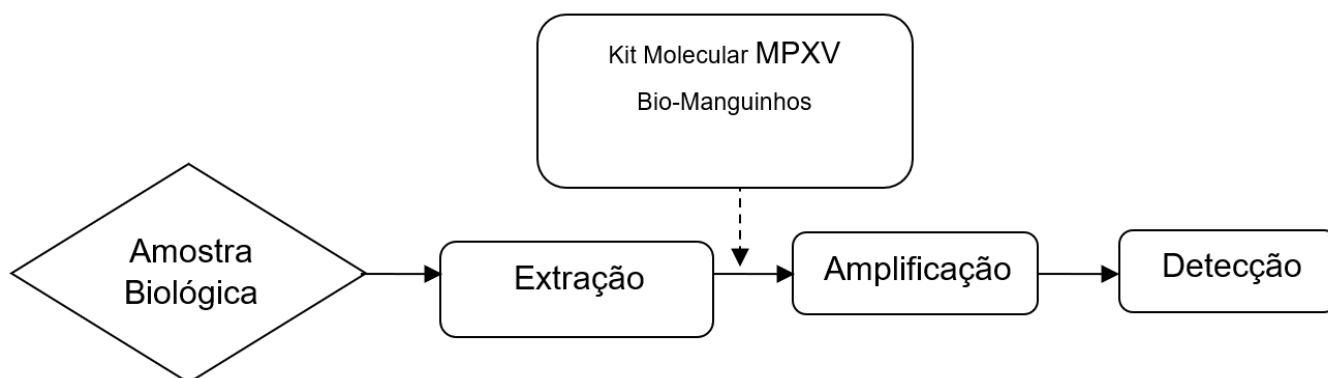 Kit Molecular MPXV
Bio-Manguinhos
Amostra
Biológica
Extração
Amplificação
Detecção